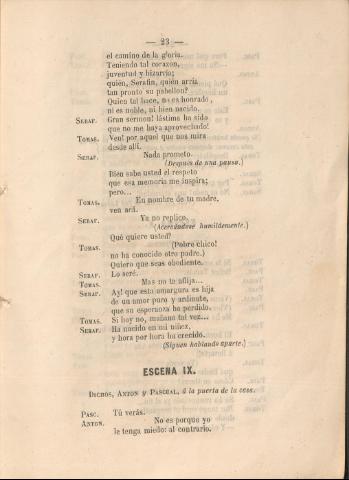 — 23 —
el camino de la gloria.
Teniendo tal corazon,
juventud y bizarría;
quién, Serafin, quién arría
tan pronto su pabellon?
Quien tal hace, no es honrado,
ni es noble, ni bien nacido.
SERAF. Gran sermon! lástima ha sido
que no me haya aprovechado!
TOMAS. Ven! por aquel que nos mira
desde allí.
SERAF. Nada prometo.
(Despues de una pausa.)
Bien sabe usted el respeto
que esa memoria me inspira;
pero...
TOMAS. En nombre de tu madre,
ven acá.
SERAF. Ya no replico.
(Acercándose humildemente.)
Qué quiere usted?
TOMAS. (Pobre chico!
no ha conocido otro padre.)
Quiero que seas obediente.
SERAF. Lo seré.
TOMAS. Mas no te aflija...
SERAF. Ay! que esta amargura es hija
de un amor puro y ardiente,
que su esperanza ha perdido.
TOMAS. Si hoy no, mañana tal vez...
SERAF. Ha nacido en mi niñez,
y hora por hora ha crecido.
(Siguen hablando aparte.)
ESCENA IX.
DICHOS, ANTON y PASCUAL, á la puerta de la casa.
PASC. Tú verás.
ANTON. No es porque yo
le tenga miedo: al contrario.